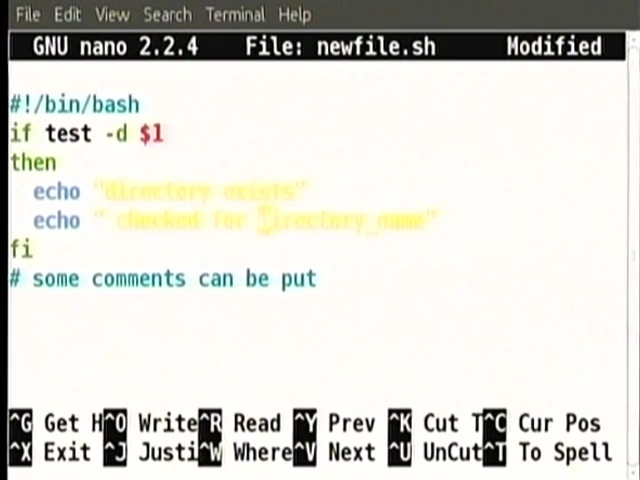 File Edit View Search Terminal Help
GNU nano 2.2.4 File: newfile.sh Modified
#!/bin/bash
if test -d $1
then
echo "directory exists"
echo " checked for directory_name"
fi
# some comments can be put
^G Get H^O Write^R Read ^Y Prev ^K Cut T^C Cur Pos
^X Exit ^J Justi^W Where^V Next ^U UnCut^T To Spell